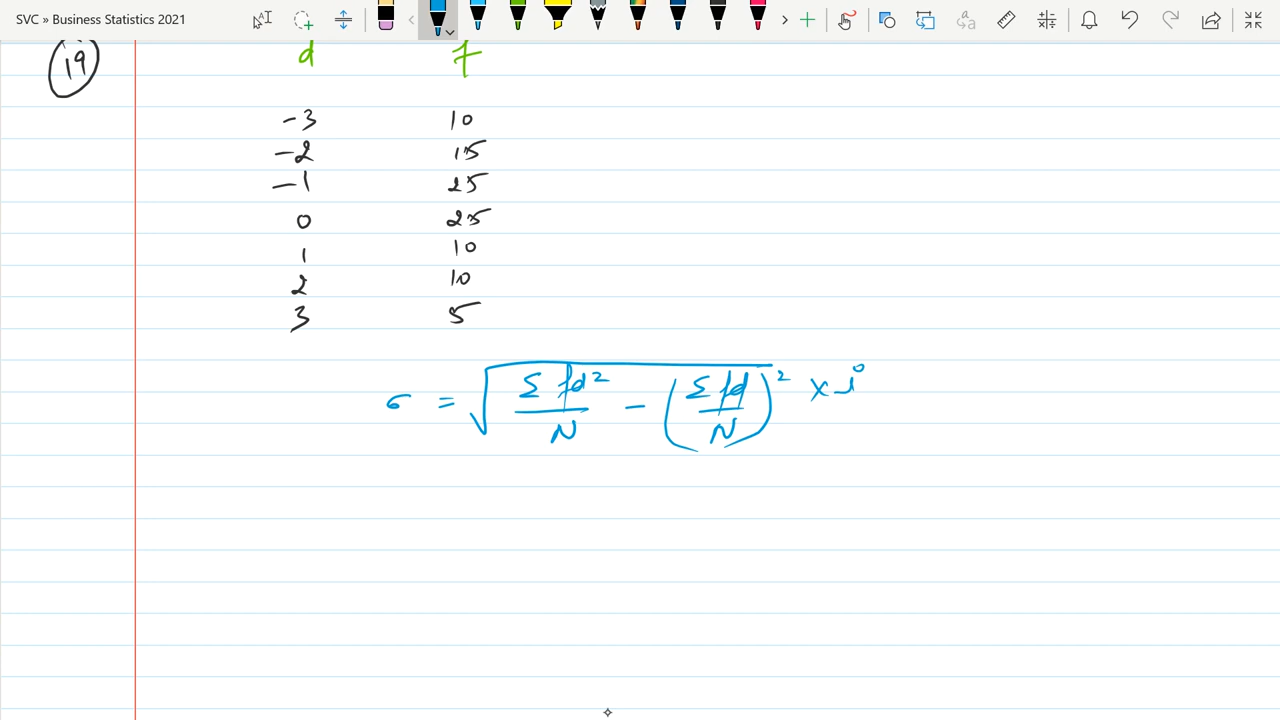 SVC » Business Statistics 2021
19 d f
-3 10
-2 15
-1 25
0 25
1 10
2 10
3 5
σ = √(Σfd²/N - (Σfd/N)²) × i